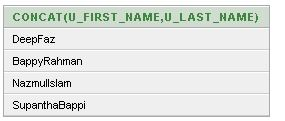 CONCAT(U_FIRST_NAME,U_LAST_NAME)
DeepFaz
BappyRahman
NazmulIslam
SupanthaBappi